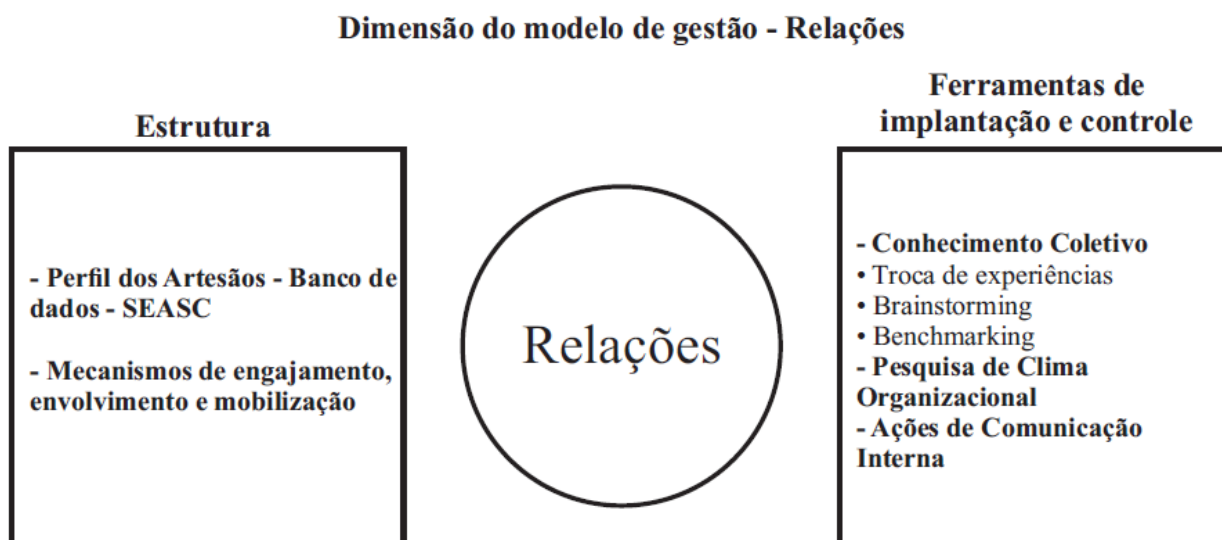 Dimensão do modelo de gestão - Relações
Estrutura
- Perfil dos Artesãos - Banco de
dados - SEASC
- Mecanismos de engajamento,
envolvimento e mobilização
Relações
Ferramentas de
implantação e controle
- Conhecimento Coletivo
• Troca de experiências
• Brainstorming
• Benchmarking
- Pesquisa de Clima
Organizacional
- Ações de Comunicação
Interna